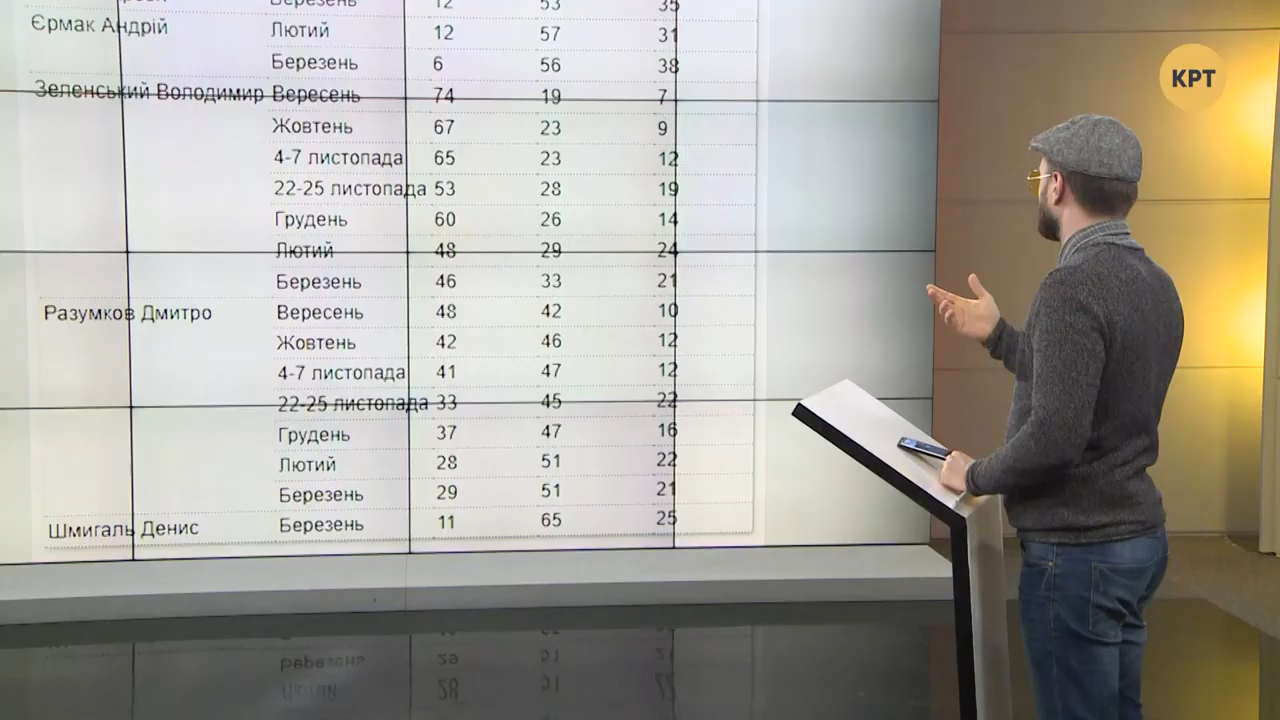 Березень 12 53 35
Єрмак Андрій Лютий 12 57 31
Березень 6 56 38
Зеленський Володимир Вересень 74 19 7
Жовтень 67 23 9
4-7 листопада 65 23 12
22-25 листопада 53 28 19
Грудень 60 26 14
Лютий 48 29 24
Березень 46 33 21
Разумков Дмитро Вересень 48 42 10
Жовтень 42 46 12
4-7 листопада 41 47 12
22-25 листопада 33 45 22
Грудень 37 47 16
Лютий 28 51 22
Березень 29 51 21
Шмигаль Денис Березень 11 65 25
КРТ